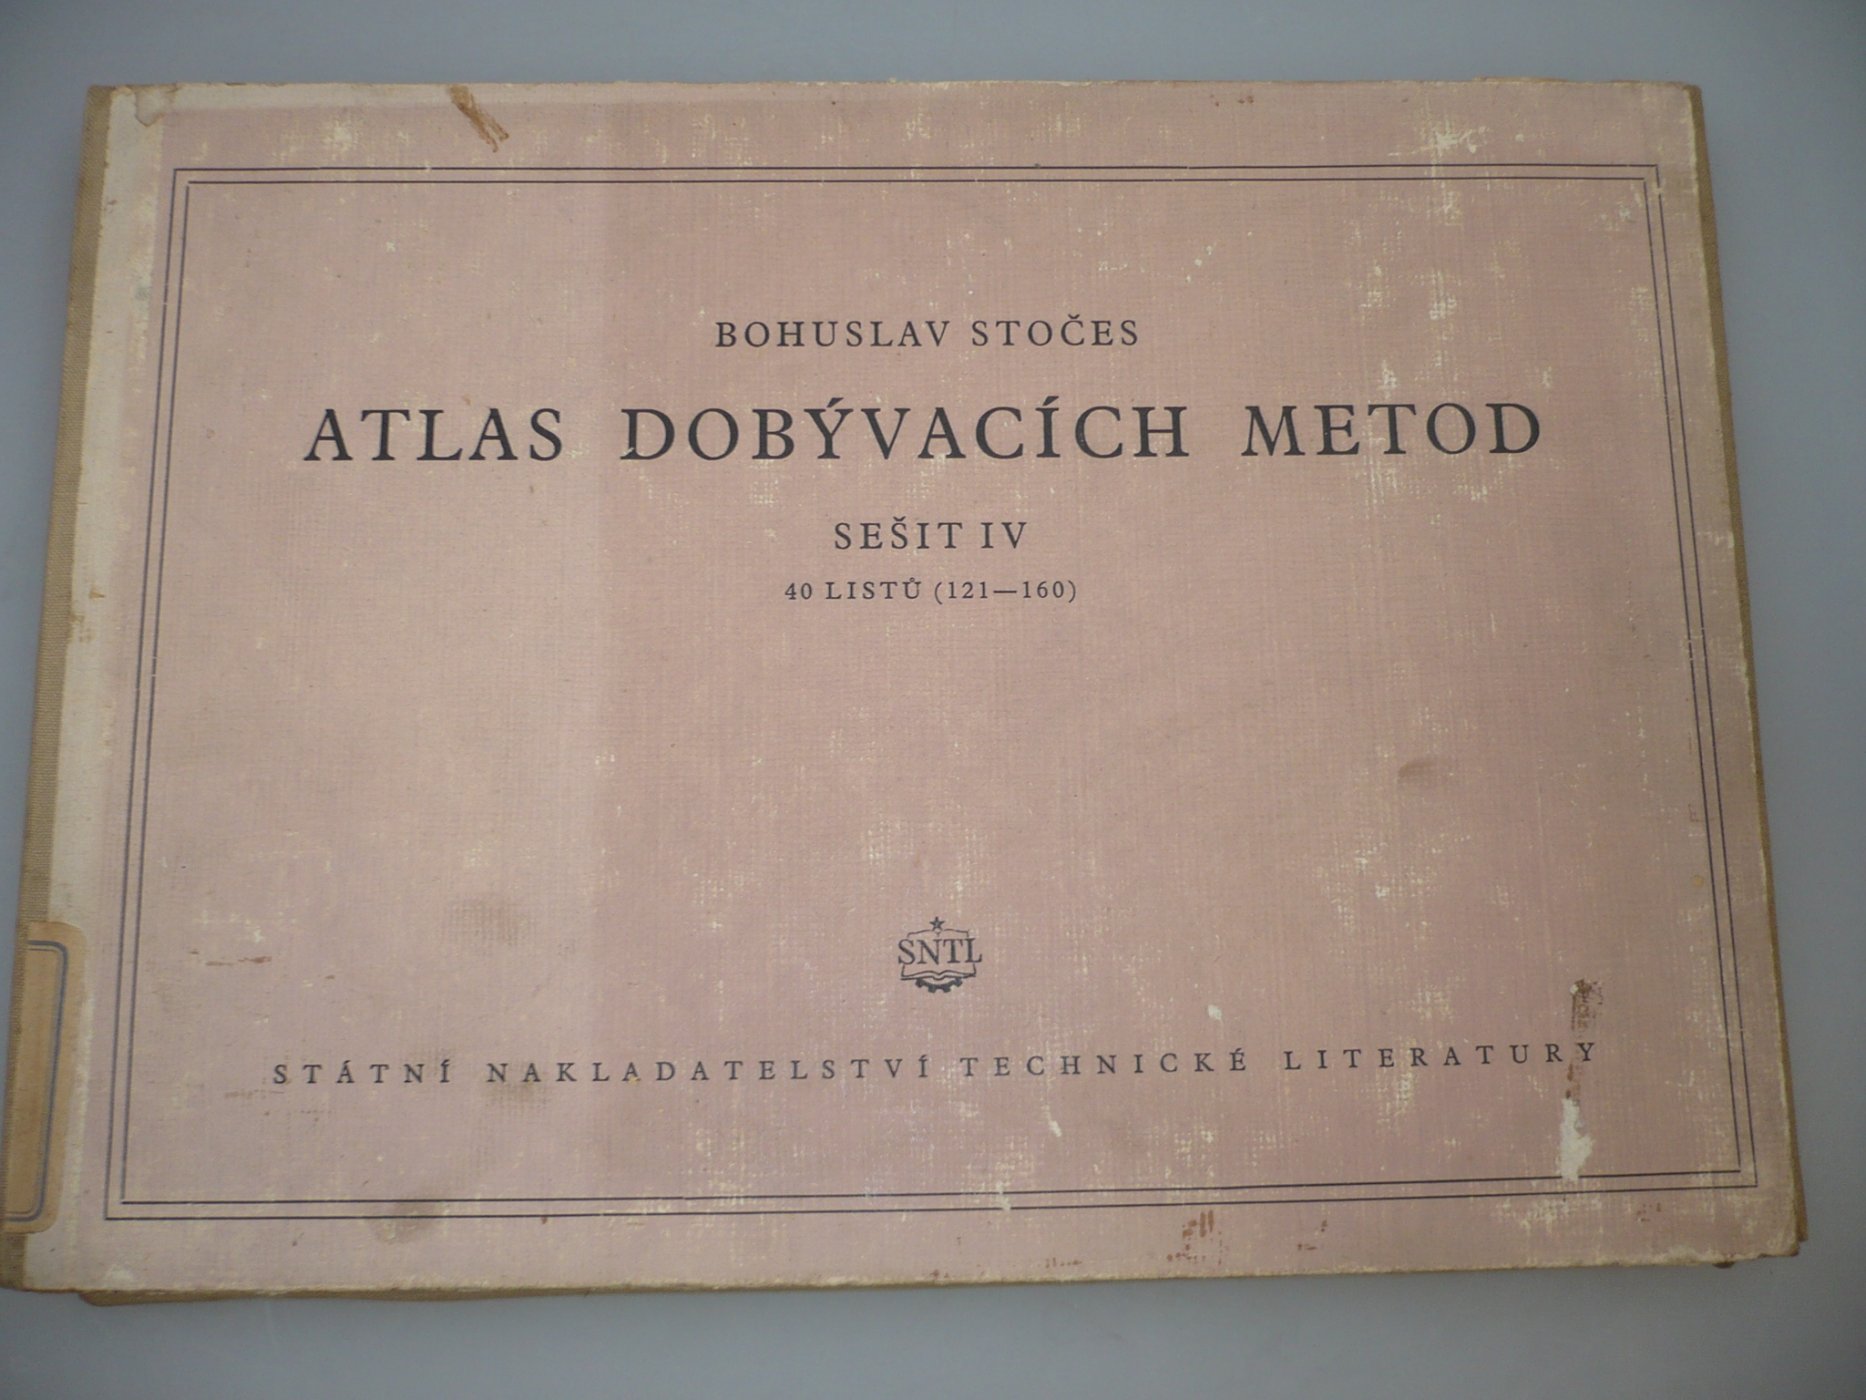 BOHUSLAV STOČES
ATLAS DOBÝVACÍCH METOD
SEŠIT IV
40 LISTŮ (121—160)
SNTL
STÁTNÍ NAKLADATELSTVÍ TECHNICKÉ LITERATURY